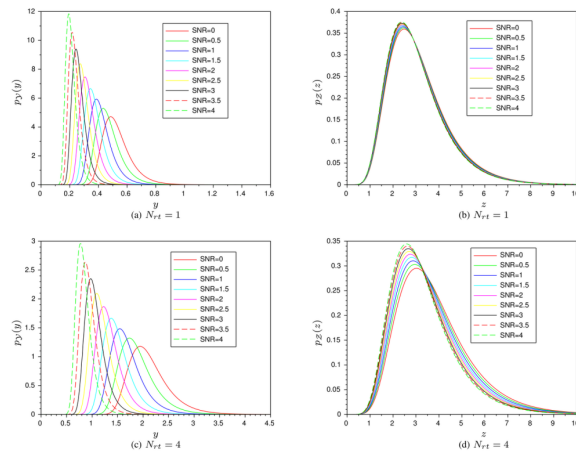 12
10
8
6
4
2
0
p_Y(y)
0 0.2 0.4 0.6 0.8 1 1.2 1.4 1.6
y
SNR=0
SNR=0.5
SNR=1
SNR=1.5
SNR=2
SNR=2.5
SNR=3
SNR=3.5
SNR=4
(a) N_rt = 1
0.4
0.35
0.3
0.25
0.2
0.15
0.1
0.05
0
p_Z(z)
0 1 2 3 4 5 6 7 8 9 10
z
SNR=0
SNR=0.5
SNR=1
SNR=1.5
SNR=2
SNR=2.5
SNR=3
SNR=3.5
SNR=4
(b) N_rt = 1
3
2.5
2
1.5
1
0.5
0
p_Y(y)
0 0.5 1 1.5 2 2.5 3 3.5 4 4.5
y
SNR=0
SNR=0.5
SNR=1
SNR=1.5
SNR=2
SNR=2.5
SNR=3
SNR=3.5
SNR=4
(c) N_rt = 4
0.35
0.3
0.25
0.2
0.15
0.1
0.05
0
p_Z(z)
0 1 2 3 4 5 6 7 8 9 10
z
SNR=0
SNR=0.5
SNR=1
SNR=1.5
SNR=2
SNR=2.5
SNR=3
SNR=3.5
SNR=4
(d) N_rt = 4